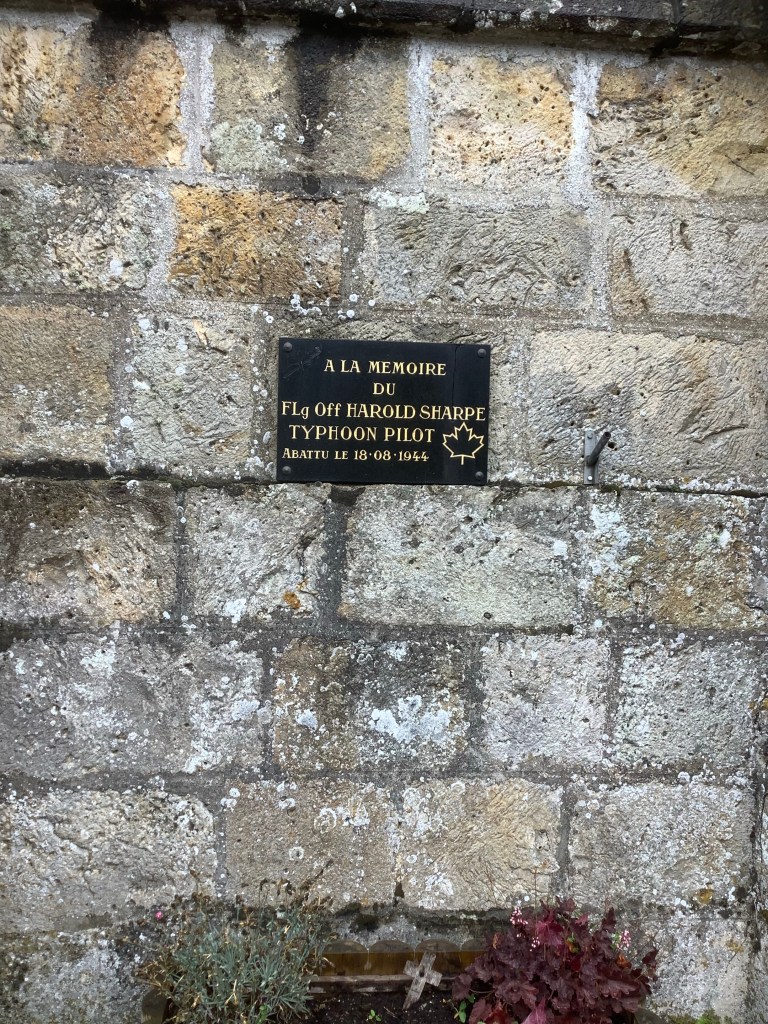 A LA MEMOIRE
DU
FLg Off HAROLD SHARPE
TYPHOON PILOT
ABATTU LE 18·08·1944